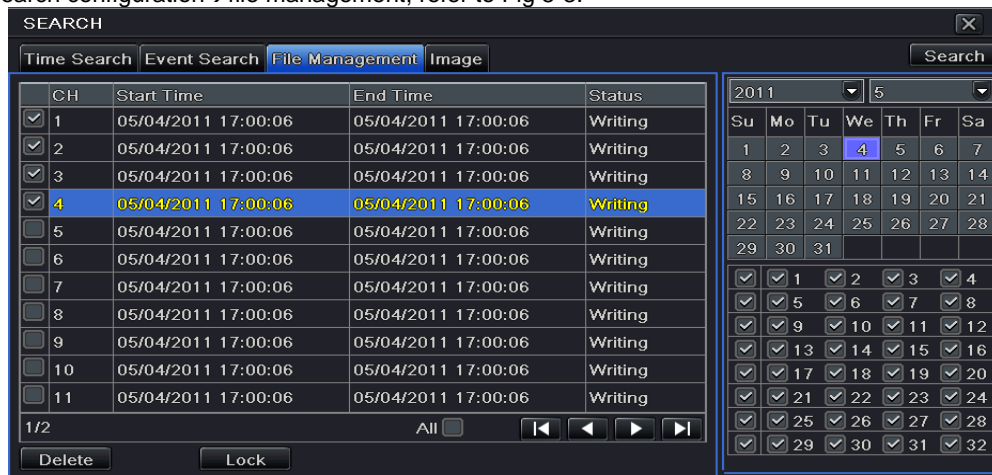 earch configuration
file management, refer to Fig
SEARCH
Time Search Event Search File Management Image Search
CH Start Time End Time Status
1 05/04/2011 17:00:06 05/04/2011 17:00:06 Writing
2 05/04/2011 17:00:06 05/04/2011 17:00:06 Writing
3 05/04/2011 17:00:06 05/04/2011 17:00:06 Writing
4 05/04/2011 17:00:06 05/04/2011 17:00:06 Writing
5 05/04/2011 17:00:06 05/04/2011 17:00:06 Writing
6 05/04/2011 17:00:06 05/04/2011 17:00:06 Writing
7 05/04/2011 17:00:06 05/04/2011 17:00:06 Writing
8 05/04/2011 17:00:06 05/04/2011 17:00:06 Writing
9 05/04/2011 17:00:06 05/04/2011 17:00:06 Writing
10 05/04/2011 17:00:06 05/04/2011 17:00:06 Writing
11 05/04/2011 17:00:06 05/04/2011 17:00:06 Writing
1/2 All
Delete Lock
2011 5
Su Mo Tu We Th Fr Sa
1 2 3 4 5 6 7
8 9 10 11 12 13 14
15 16 17 18 19 20 21
22 23 24 25 26 27 28
29 30 31
1 2 3 4
5 6 7 8
9 10 11 12
13 14 15 16
17 18 19 20
21 22 23 24
25 26 27 28
29 30 31 32